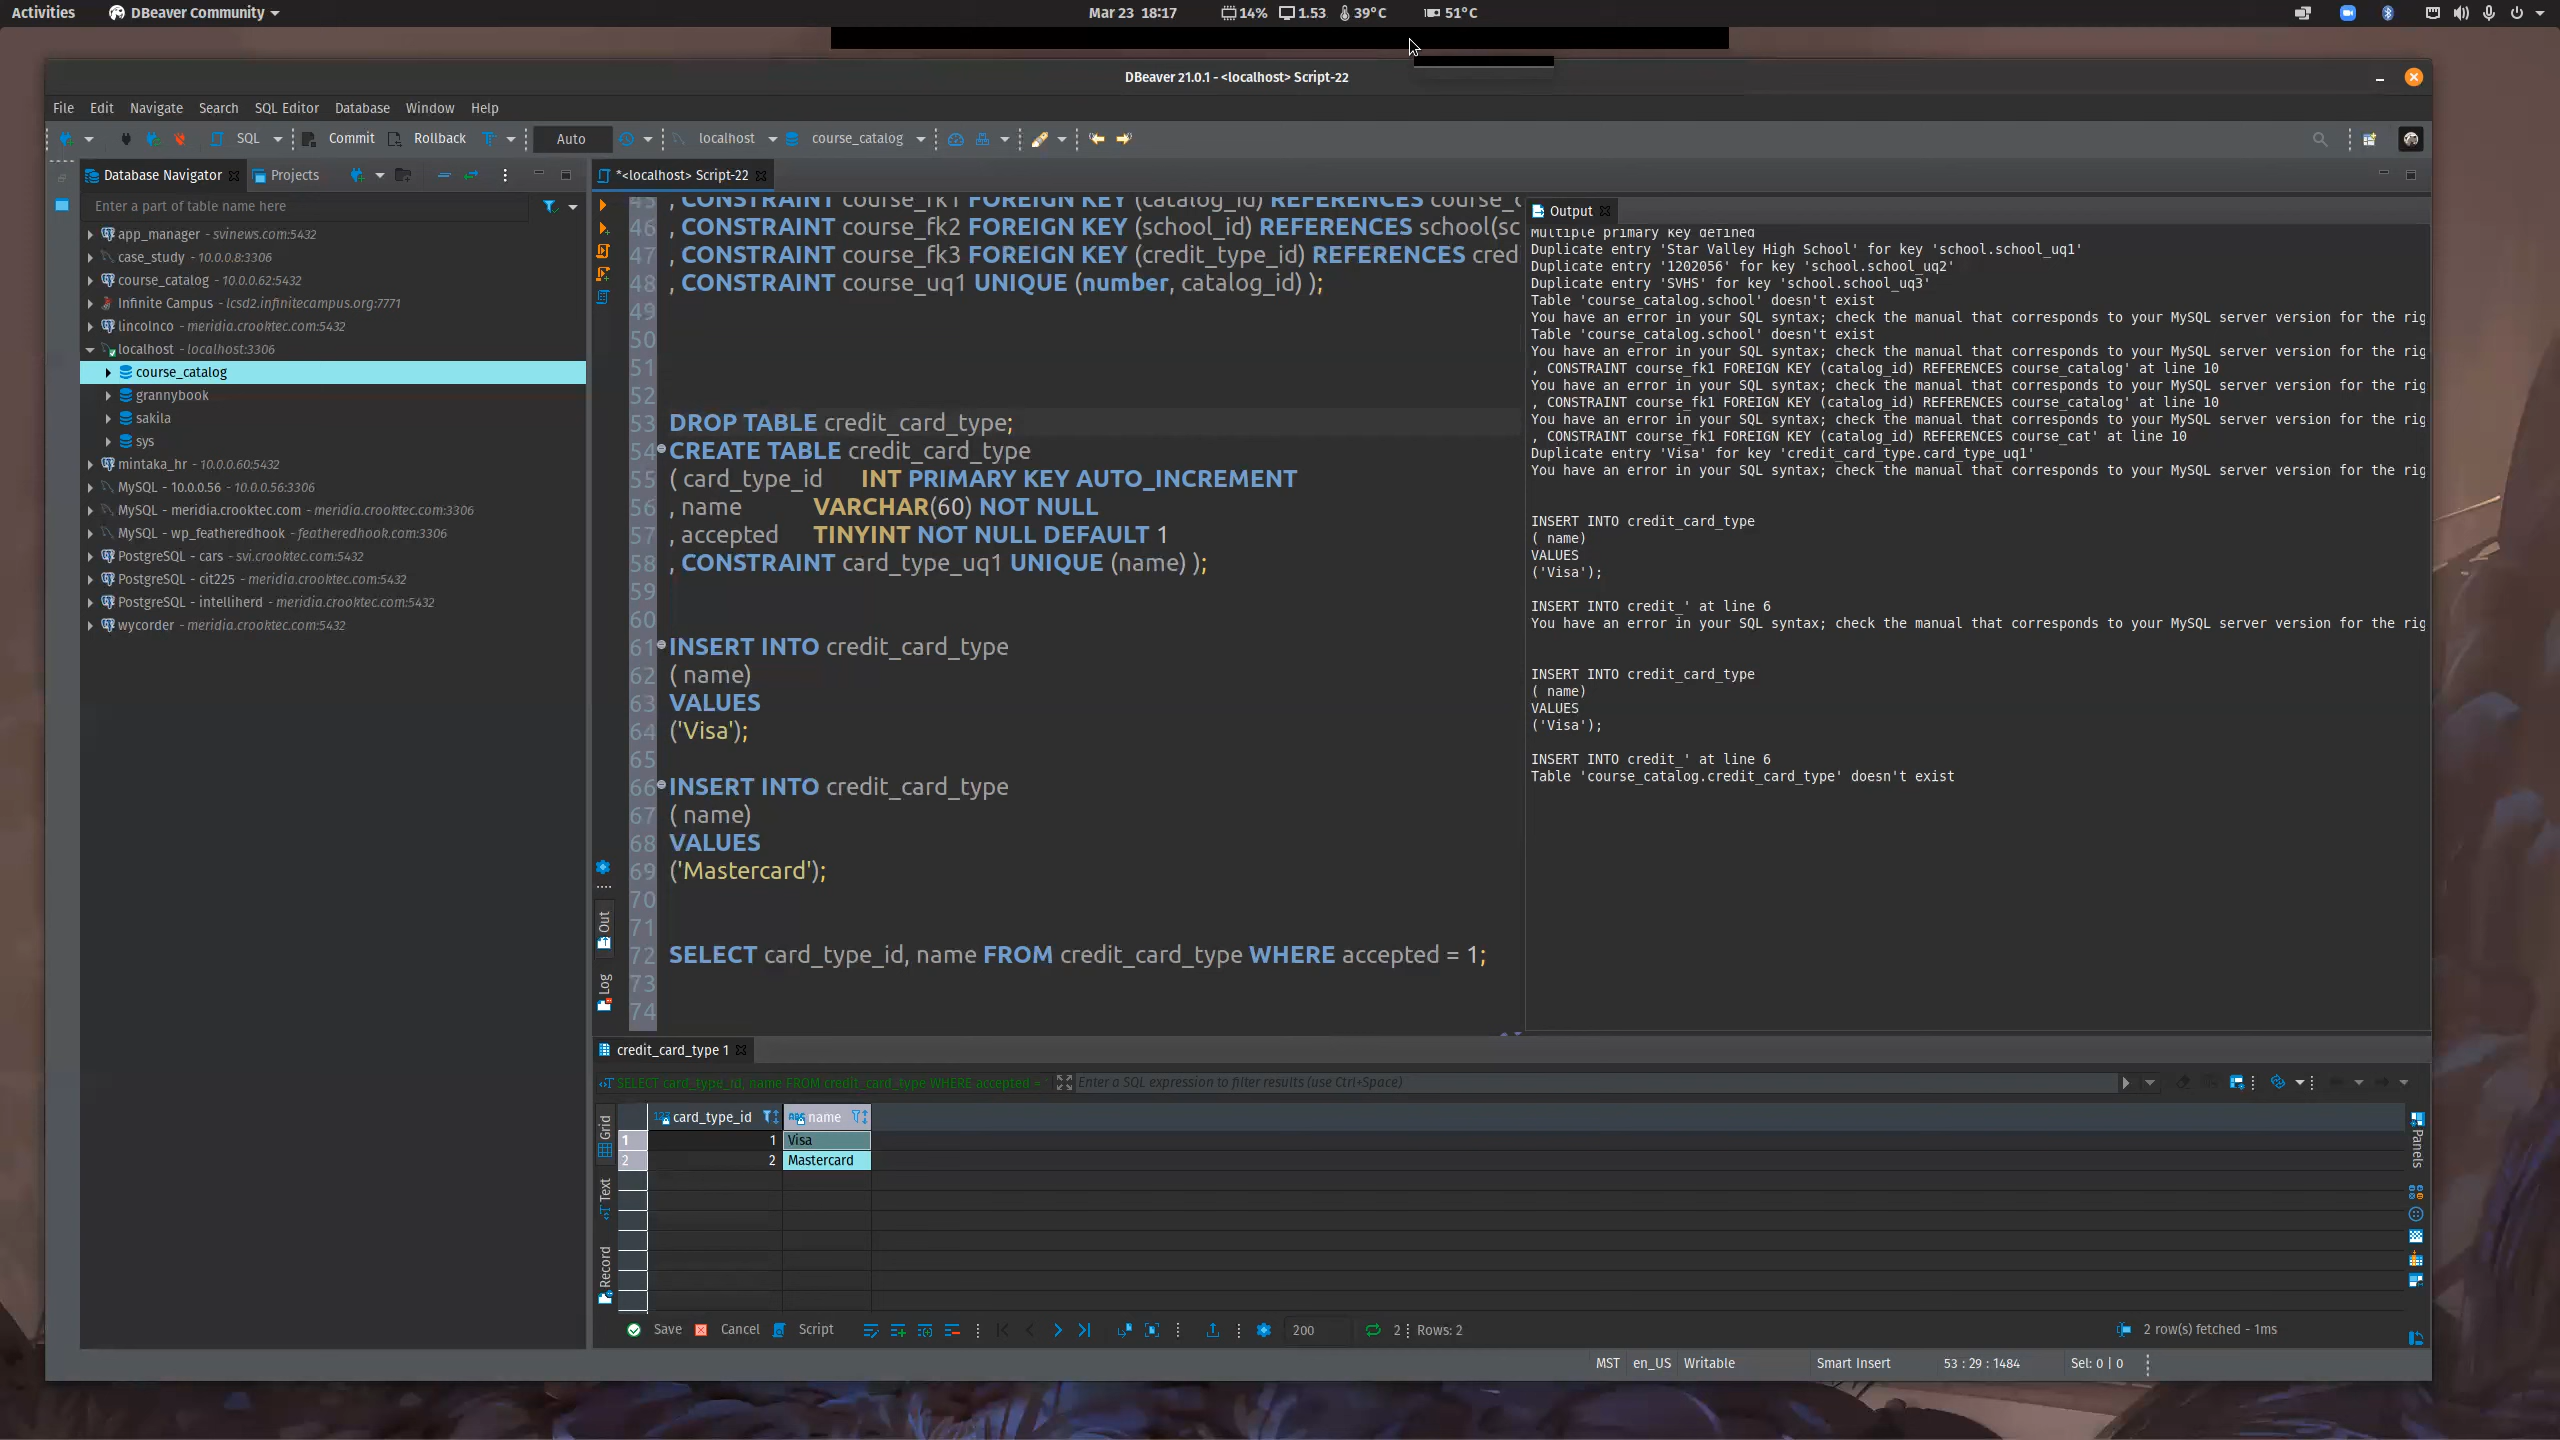 Activities
DBeaver Community
Mar 23 18:17
14%
1.53
39°C
51°C
DBeaver 21.0.1 - <localhost> Script-22
File Edit Navigate Search SQL Editor Database Window Help
SQL Commit Rollback Auto localhost course_catalog
Database Navigator
Projects
Enter a part of table name here
app_manager - svinews.com:5432
case_study - 10.0.0.8:3306
course_catalog - 10.0.0.62:5432
Infinite Campus - lcsd2.infinitecampus.org:7771
lincolnco - meridia.crooktec.com:5432
localhost - localhost:3306
course_catalog
grannybook
sakila
sys
mintaka_hr - 10.0.0.60:5432
MySQL - 10.0.0.56 - 10.0.0.56:3306
MySQL - meridia.crooktec.com - meridia.crooktec.com:3306
MySQL - wp_featheredhook - featheredhook.com:3306
PostgreSQL - cars - svi.crooktec.com:5432
PostgreSQL - cit225 - meridia.crooktec.com:5432
PostgreSQL - intelliherd - meridia.crooktec.com:5432
wycorder - meridia.crooktec.com:5432
*<localhost> Script-22
45 , CONSTRAINT course_fk1 FOREIGN KEY (catalog_id) REFERENCES course_c
46 , CONSTRAINT course_fk2 FOREIGN KEY (school_id) REFERENCES school(sc
47 , CONSTRAINT course_fk3 FOREIGN KEY (credit_type_id) REFERENCES cred
48 , CONSTRAINT course_uq1 UNIQUE (number, catalog_id) );
49
50
51
52
53 DROP TABLE credit_card_type;
54 CREATE TABLE credit_card_type
55 ( card_type_id INT PRIMARY KEY AUTO_INCREMENT
56 , name VARCHAR(60) NOT NULL
57 , accepted TINYINT NOT NULL DEFAULT 1
58 , CONSTRAINT card_type_uq1 UNIQUE (name) );
59
60
61 INSERT INTO credit_card_type
62 ( name)
63 VALUES
64 ('Visa');
65
66 INSERT INTO credit_card_type
67 ( name)
68 VALUES
69 ('Mastercard');
70
71
72 SELECT card_type_id, name FROM credit_card_type WHERE accepted = 1;
73
74
Out
Log
Output
Multiple primary key defined
Duplicate entry 'Star Valley High School' for key 'school.school_uq1'
Duplicate entry '1202056' for key 'school.school_uq2'
Duplicate entry 'SVHS' for key 'school.school_uq3'
Table 'course_catalog.school' doesn't exist
You have an error in your SQL syntax; check the manual that corresponds to your MySQL server version for the rig
Table 'course_catalog.school' doesn't exist
You have an error in your SQL syntax; check the manual that corresponds to your MySQL server version for the rig
, CONSTRAINT course_fk1 FOREIGN KEY (catalog_id) REFERENCES course_catalog' at line 10
You have an error in your SQL syntax; check the manual that corresponds to your MySQL server version for the rig
, CONSTRAINT course_fk1 FOREIGN KEY (catalog_id) REFERENCES course_catalog' at line 10
You have an error in your SQL syntax; check the manual that corresponds to your MySQL server version for the rig
, CONSTRAINT course_fk1 FOREIGN KEY (catalog_id) REFERENCES course_cat' at line 10
Duplicate entry 'Visa' for key 'credit_card_type.card_type_uq1'
You have an error in your SQL syntax; check the manual that corresponds to your MySQL server version for the rig
INSERT INTO credit_card_type
( name)
VALUES
('Visa');
INSERT INTO credit_' at line 6
You have an error in your SQL syntax; check the manual that corresponds to your MySQL server version for the rig
INSERT INTO credit_card_type
( name)
VALUES
('Visa');
INSERT INTO credit_' at line 6
Table 'course_catalog.credit_card_type' doesn't exist
credit_card_type 1
SELECT card_type_id, name FROM credit_card_type WHERE accepted =
Enter a SQL expression to filter results (use Ctrl+Space)
Grid
Text
Record
Panels
123 card_type_id ABC name
1 1 Visa
2 2 Mastercard
Save Cancel Script 200 2 Rows: 2
2 row(s) fetched - 1ms
MST en_US Writable Smart Insert 53 : 29 : 1484 Sel: 0 | 0